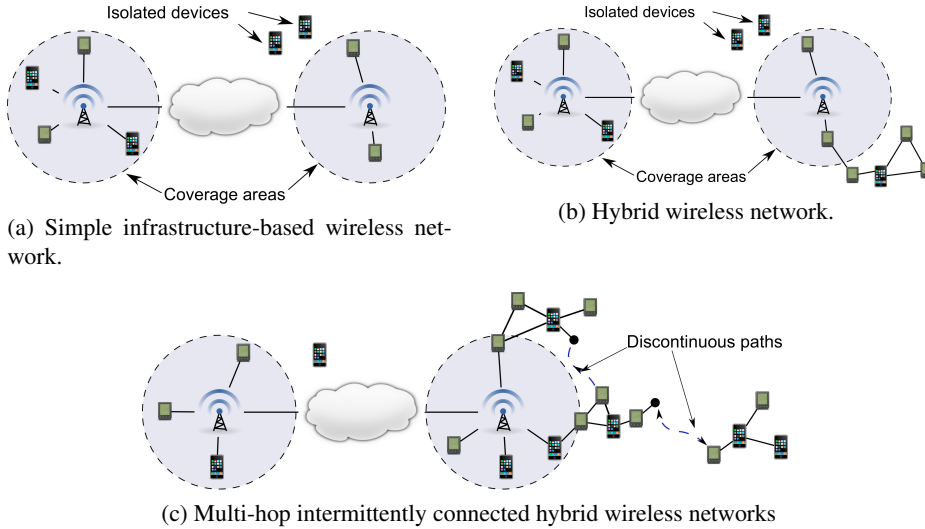 Isolated devices
Coverage areas
(a) Simple infrastructure-based wireless net-
work.
Isolated devices
Coverage areas
(b) Hybrid wireless network.
Discontinuous paths
(c) Multi-hop intermittently connected hybrid wireless networks